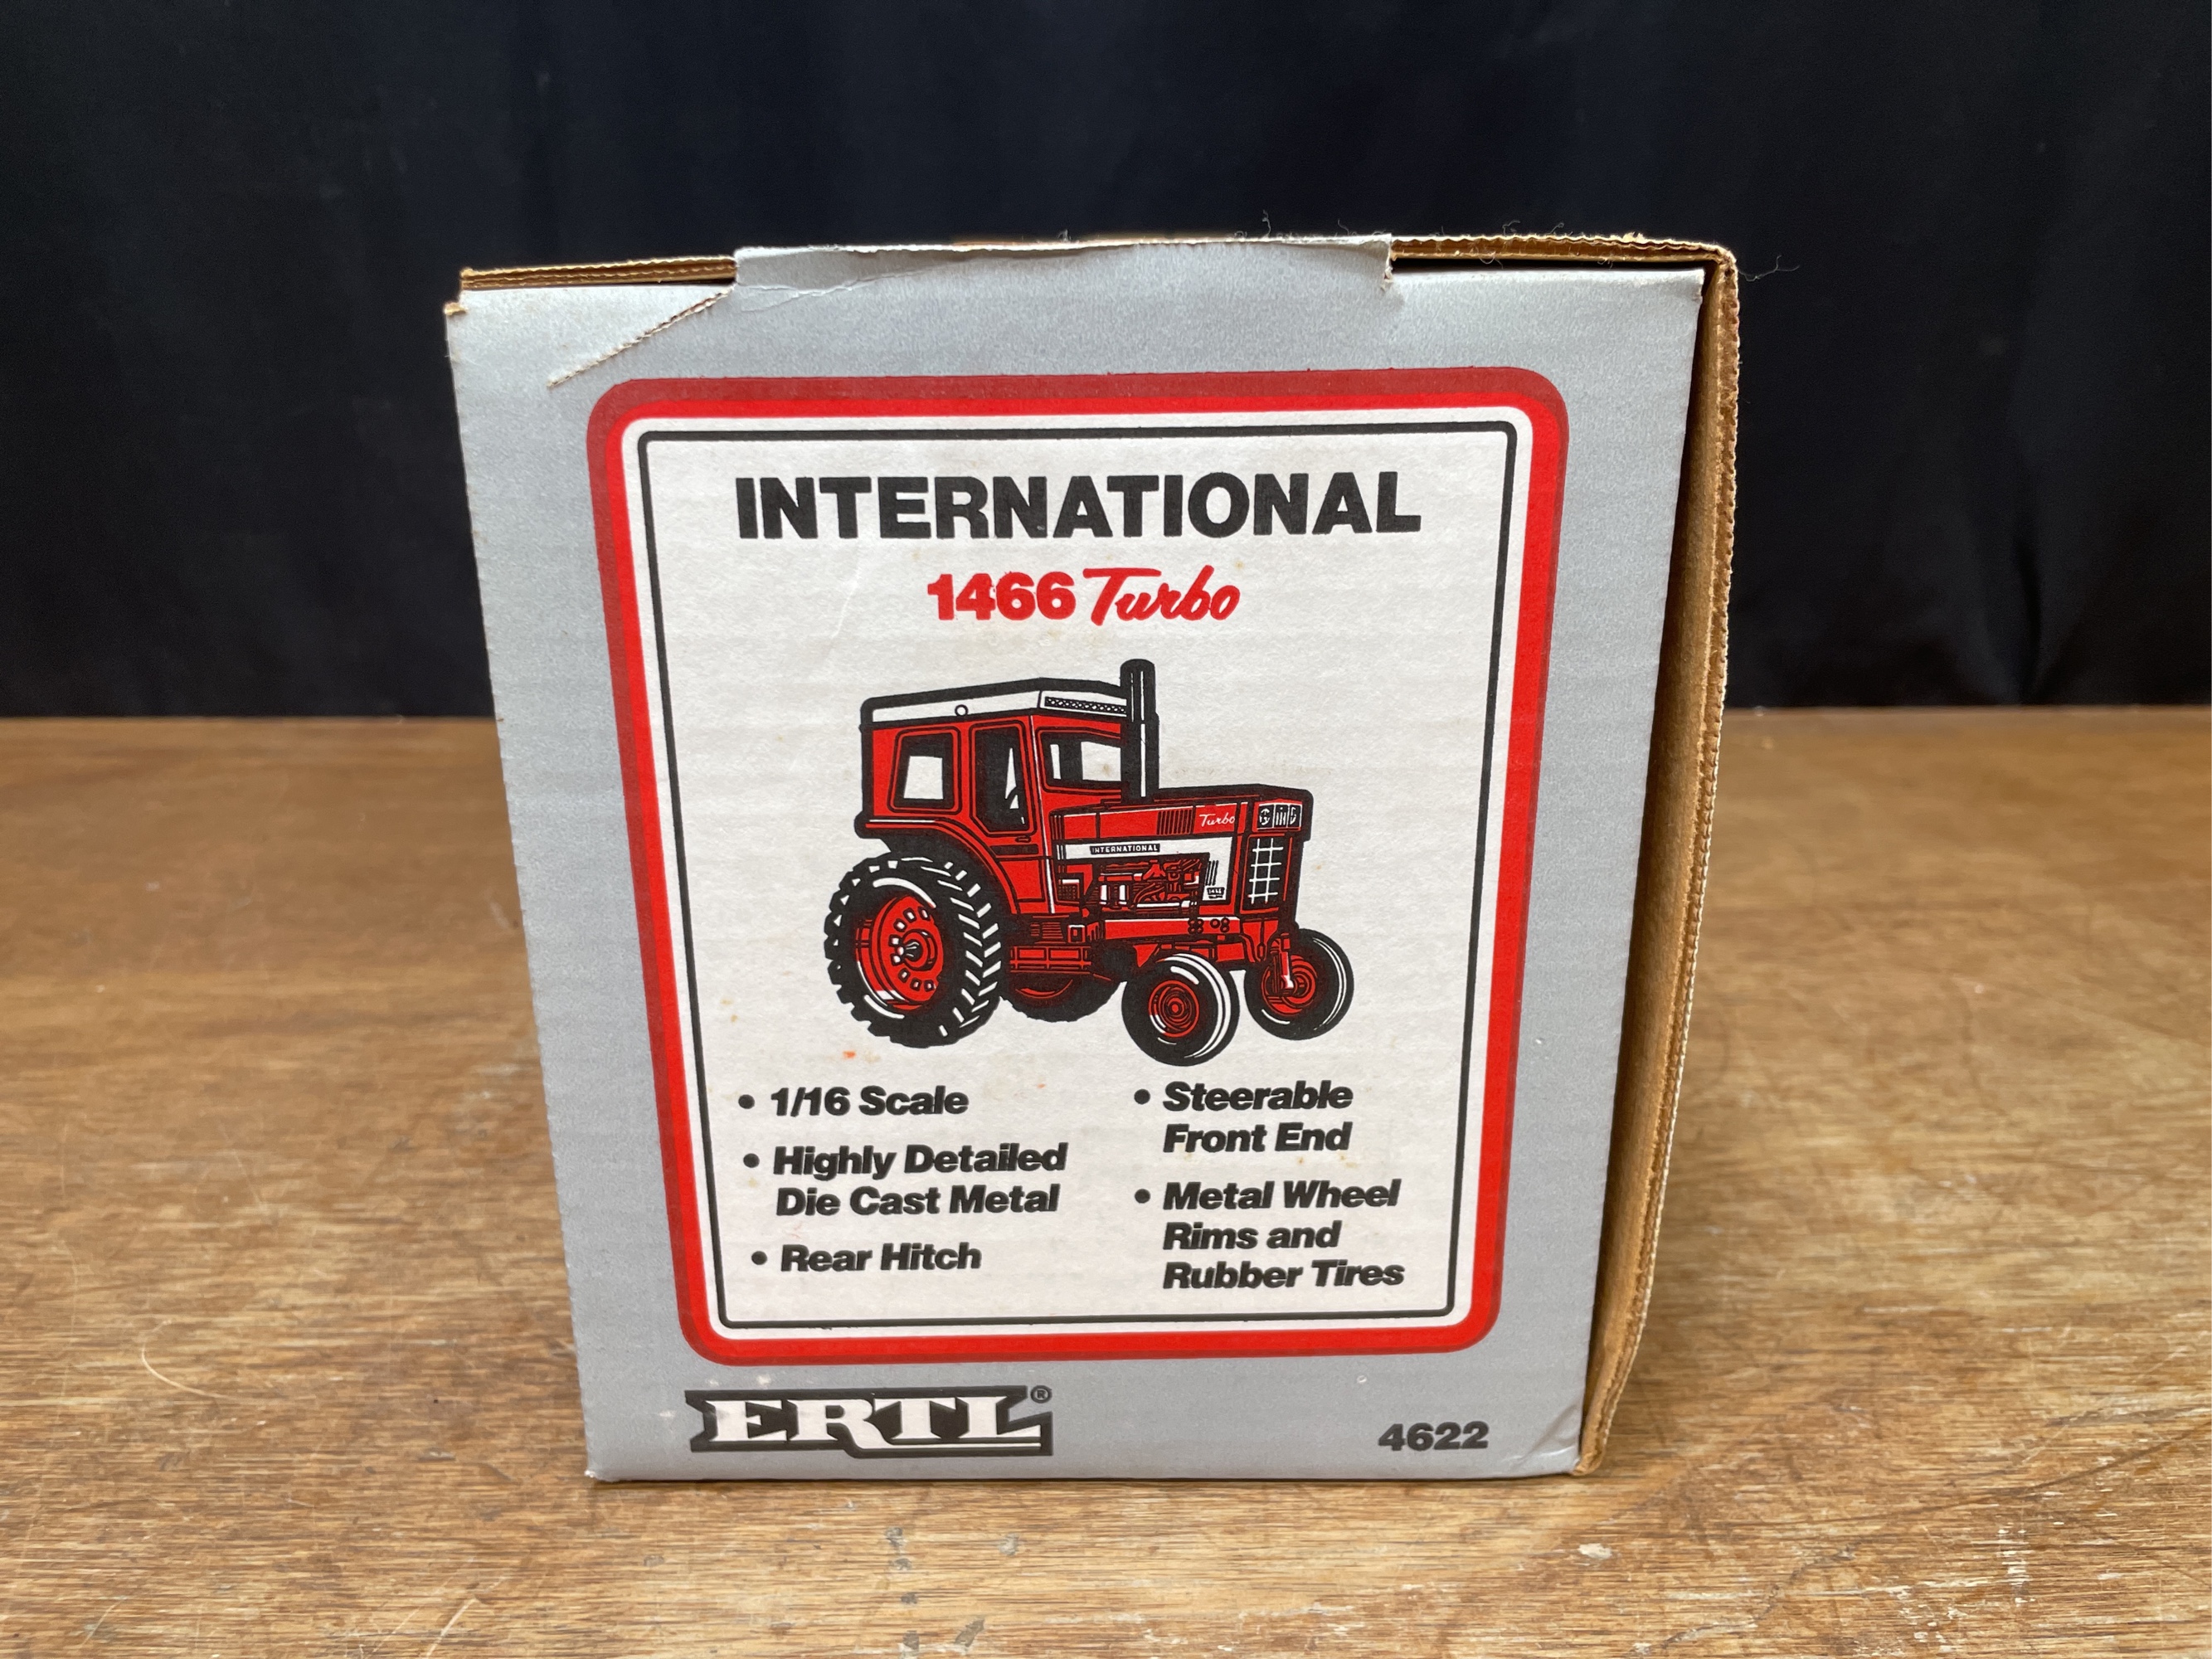 INTERNATIONAL
1466 Turbo
Turbo
INTERNATIONAL
1466
• 1/16 Scale
• Highly Detailed
Die Cast Metal
• Rear Hitch
• Steerable
Front End
• Metal Wheel
Rims and
Rubber Tires
ERTL®
4622